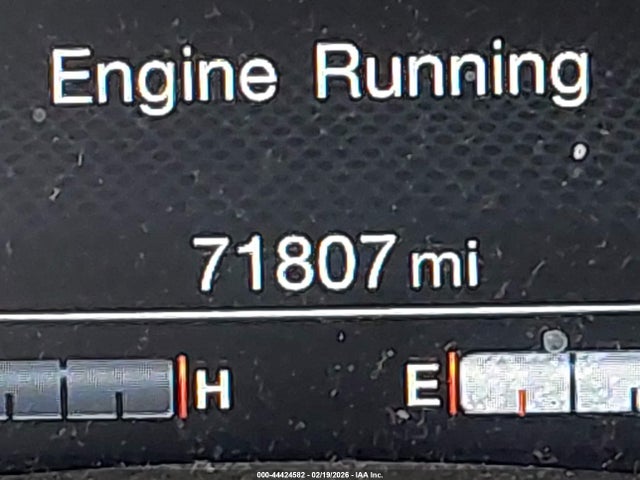 Engine Running
71807 mi
H E
000-44424582 - 02/19/2026 - IAA Inc.